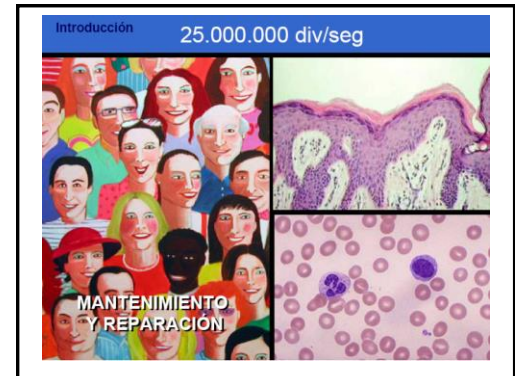 Introducción
25.000.000 div/seg
MANTENIMIENTO
Y REPARACIÓN